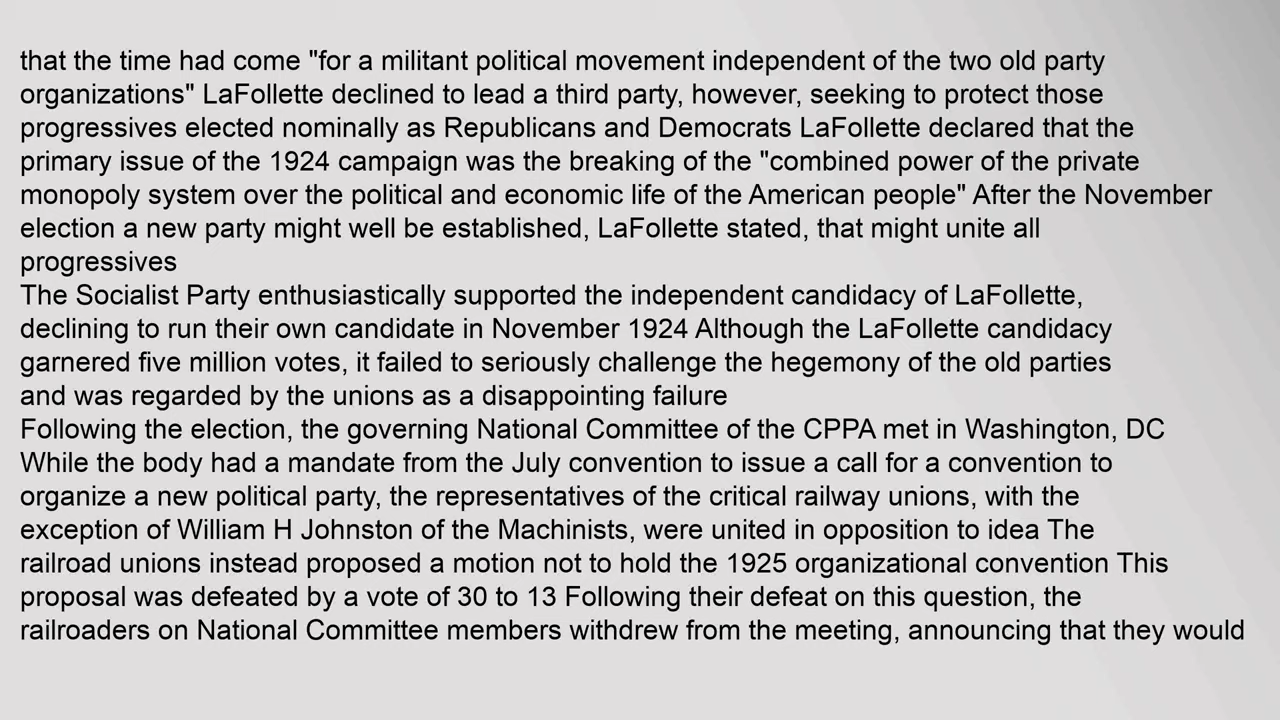 that the time had come "for a militant political movement independent of the two old party
organizations" LaFollette declined to lead a third party, however, seeking to protect those
progressives elected nominally as Republicans and Democrats LaFollette declared that the
primary issue of the 1924 campaign was the breaking of the "combined power of the private
monopoly system over the political and economic life of the American people" After the November
election a new party might well be established, LaFollette stated, that might unite all
progressives
The Socialist Party enthusiastically supported the independent candidacy of LaFollette,
declining to run their own candidate in November 1924 Although the LaFollette candidacy
garnered five million votes, it failed to seriously challenge the hegemony of the old parties
and was regarded by the unions as a disappointing failure
Following the election, the governing National Committee of the CPPA met in Washington, DC
While the body had a mandate from the July convention to issue a call for a convention to
organize a new political party, the representatives of the critical railway unions, with the
exception of William H Johnston of the Machinists, were united in opposition to idea The
railroad unions instead proposed a motion not to hold the 1925 organizational convention This
proposal was defeated by a vote of 30 to 13 Following their defeat on this question, the
railroaders on National Committee members withdrew from the meeting, announcing that they would